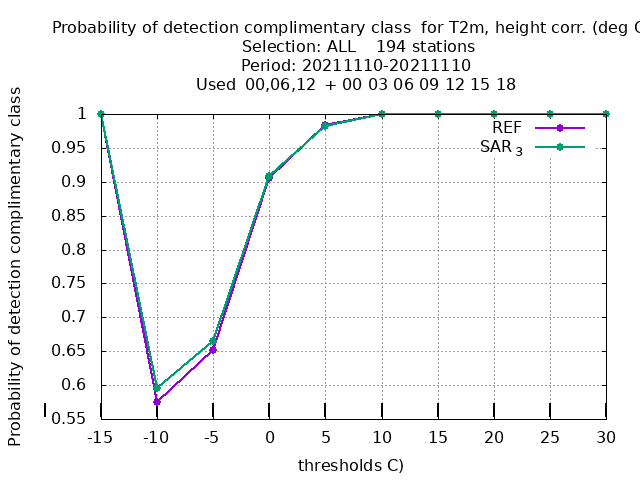 Probability of detection complimentary class for T2m, height corr. (deg C
Selection: ALL 194 stations
Period: 20211110-20211110
Used 00,06,12 + 00 03 06 09 12 15 18
Probability of detection complimentary class
1
0.95
0.9
0.85
0.8
0.75
0.7
0.65
0.6
0.55
REF
SAR 3
-15 -10 -5 0 5 10 15 20 25 30
thresholds C)